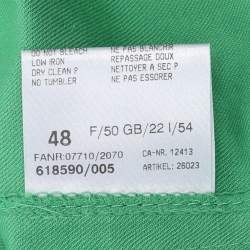 DO NOT BLEACH NE PAS BLANCHIR
LOW IRON REPASSAGE DOUX
DRY CLEAN P NETTOYER A SEC P
NO TUMBLER NE PAS ESSORER
48 F/50 GB/22 I/54
FANR:07710/2070 CA-NR. 12413
618590/005 ARTIKEL: 26023